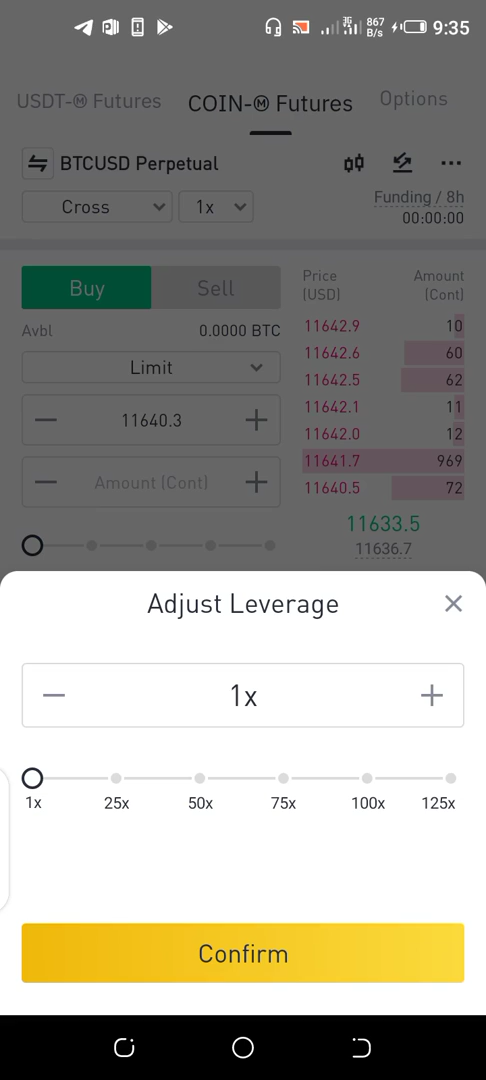 867 B/s 9:35
USDT-Ⓜ Futures COIN-Ⓜ Futures Options
BTCUSD Perpetual
Cross 1x Funding / 8h
00:00:00
Buy Sell Price (USD) Amount (Cont)
Avbl 0.0000 BTC 11642.9 10
11642.6 60
Limit 11642.5 62
11642.1 11
11640.3 11642.0 12
11641.7 969
Amount (Cont) 11640.5 72
11633.5
11636.7
Adjust Leverage
1x
1x 25x 50x 75x 100x 125x
Confirm